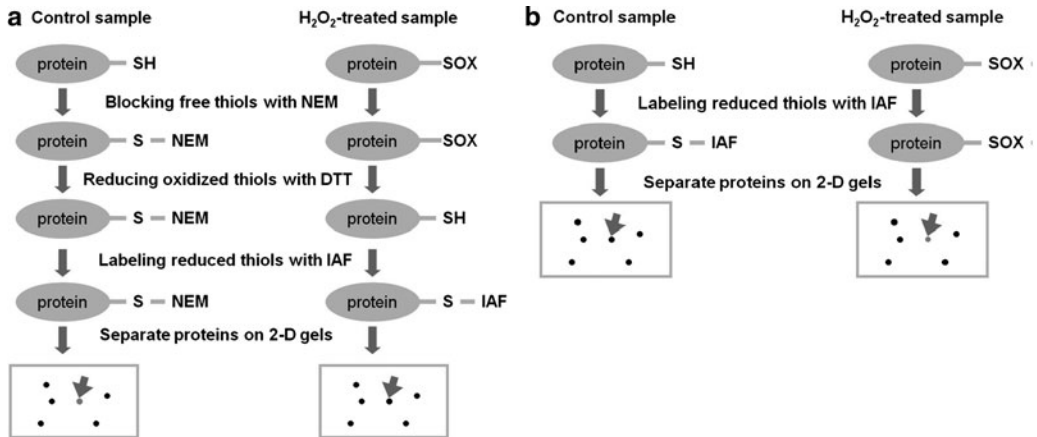 a Control sample H₂O₂-treated sample
protein SH protein SOX
Blocking free thiols with NEM
protein S NEM protein SOX
Reducing oxidized thiols with DTT
protein S NEM protein SH
Labeling reduced thiols with IAF
protein S NEM protein S IAF
Separate proteins on 2-D gels
b Control sample H₂O₂-treated sample
protein SH protein SOX
Labeling reduced thiols with IAF
protein S IAF protein SOX
Separate proteins on 2-D gels